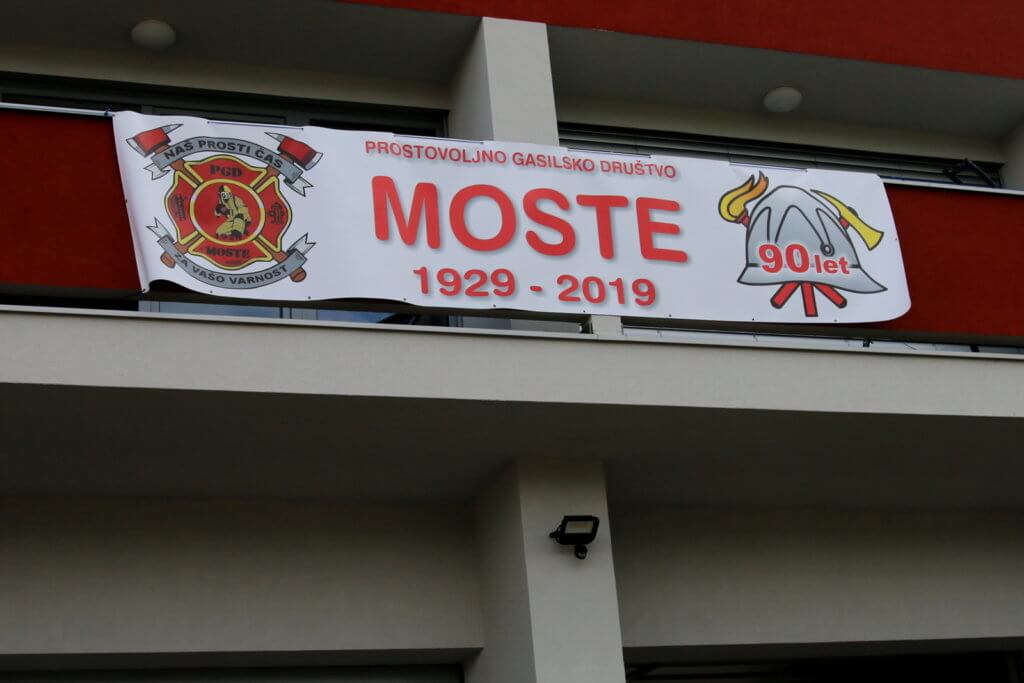 NAŠ PROSTI ČAS
PGD
MOSTE
ZA VAŠO VARNOST
PROSTOVOLJNO GASILSKO DRUŠTVO
MOSTE
1929 - 2019
90 let